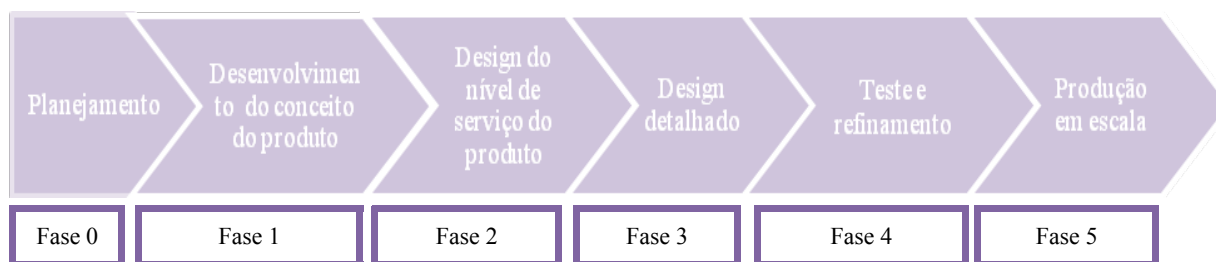 Planejamento
Desenvolvimen
to do conceito
do produto
Design do
nível de
serviço do
produto
Design
detalhado
Teste e
refinamento
Produção
em escala
Fase 0
Fase 1
Fase 2
Fase 3
Fase 4
Fase 5